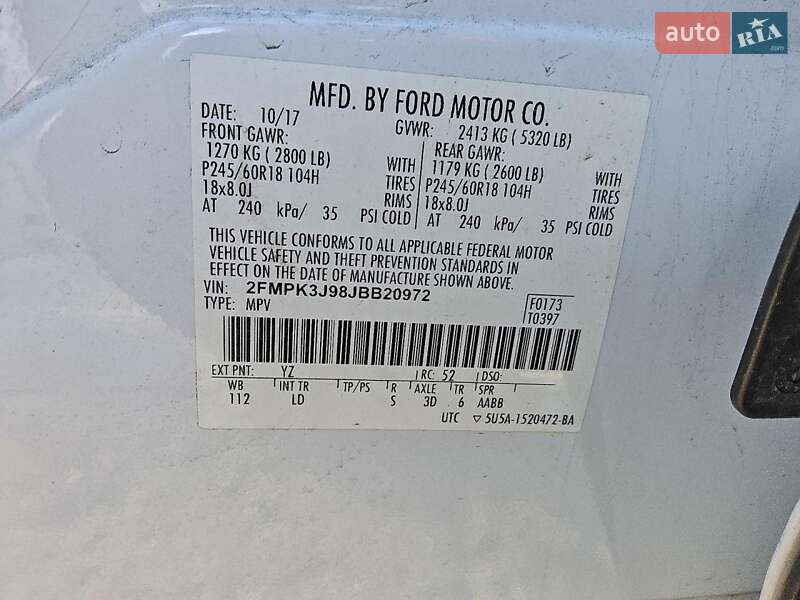 auto RIA
MFD. BY FORD MOTOR CO.
DATE: 10/17 GVWR: 2413 KG ( 5320 LB)
FRONT GAWR: REAR GAWR:
1270 KG ( 2800 LB) WITH 1179 KG ( 2600 LB) WITH
P245/60R18 104H TIRES P245/60R18 104H TIRES
18x8.0J RIMS 18x8.0J RIMS
AT 240 kPa/ 35 PSI COLD AT 240 kPa/ 35 PSI COLD
THIS VEHICLE CONFORMS TO ALL APPLICABLE FEDERAL MOTOR
VEHICLE SAFETY AND THEFT PREVENTION STANDARDS IN
EFFECT ON THE DATE OF MANUFACTURE SHOWN ABOVE.
VIN: 2FMPK3J98JBB20972
TYPE: MPV
F0173
T0397
EXT PNT: YZ RC: 52 DSO:
WB INT TR TP/PS R AXLE TR SPR
112 LD S 3D 6 AABB
UTC ▽ 5U5A-1520472-BA